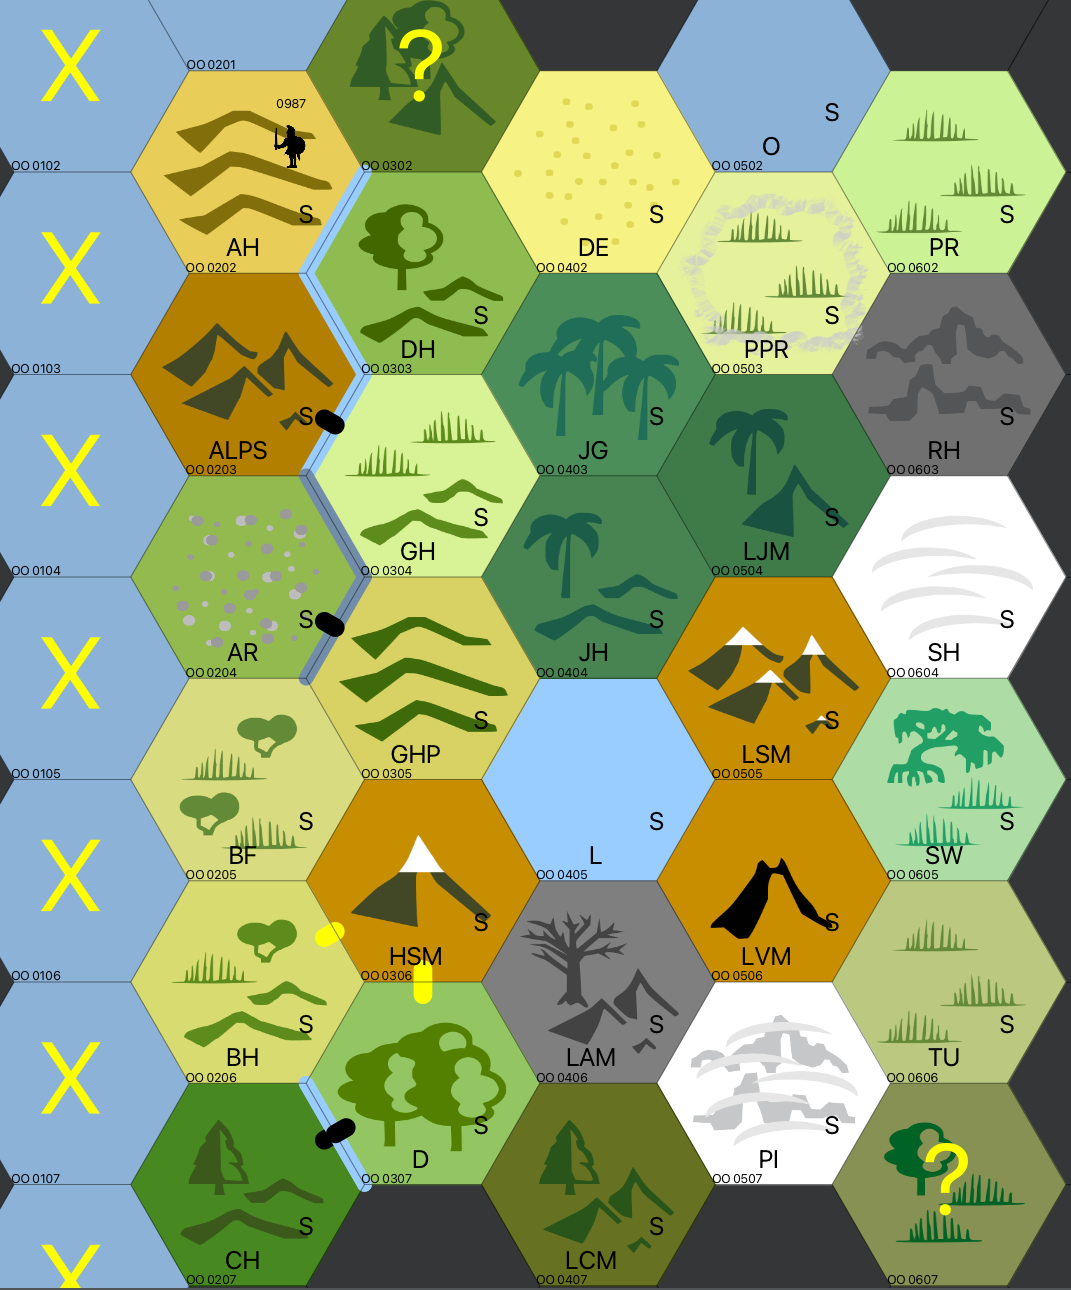 X
OO 0201
?
0987
S
O
OO 0102
S
AH
OO 0302
S
DE
OO 0502
S
PR
X
OO 0202
S
DH
OO 0402
S
PPR
OO 0602
OO 0103
S
ALPS
OO 0303
S
JG
OO 0503
S
RH
X
OO 0203
S
GH
OO 0403
S
LJM
OO 0603
OO 0104
S
AR
OO 0304
S
JH
OO 0504
S
SH
X
OO 0204
S
GHP
OO 0404
S
LSM
OO 0604
OO 0105
S
BF
OO 0305
S
L
OO 0505
S
SW
X
OO 0205
S
HSM
OO 0405
S
LVM
OO 0605
OO 0106
S
BH
OO 0306
S
LAM
OO 0506
S
TU
X
OO 0206
S
D
OO 0406
S
PI
OO 0606
OO 0107
S
CH
OO 0307
S
LCM
OO 0507
?
X
OO 0207
OO 0407
OO 0607